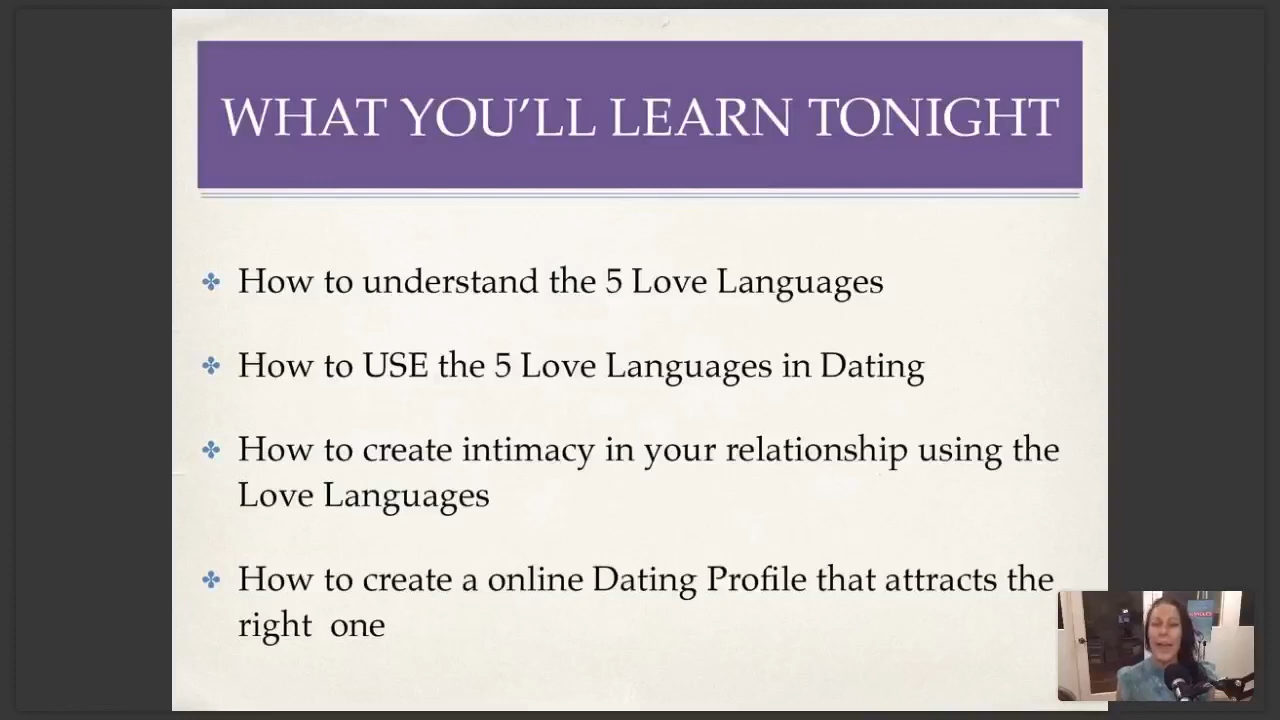 WHAT YOU’LL LEARN TONIGHT
How to understand the 5 Love Languages
How to USE the 5 Love Languages in Dating
How to create intimacy in your relationship using the
Love Languages
How to create a online Dating Profile that attracts the
right  one